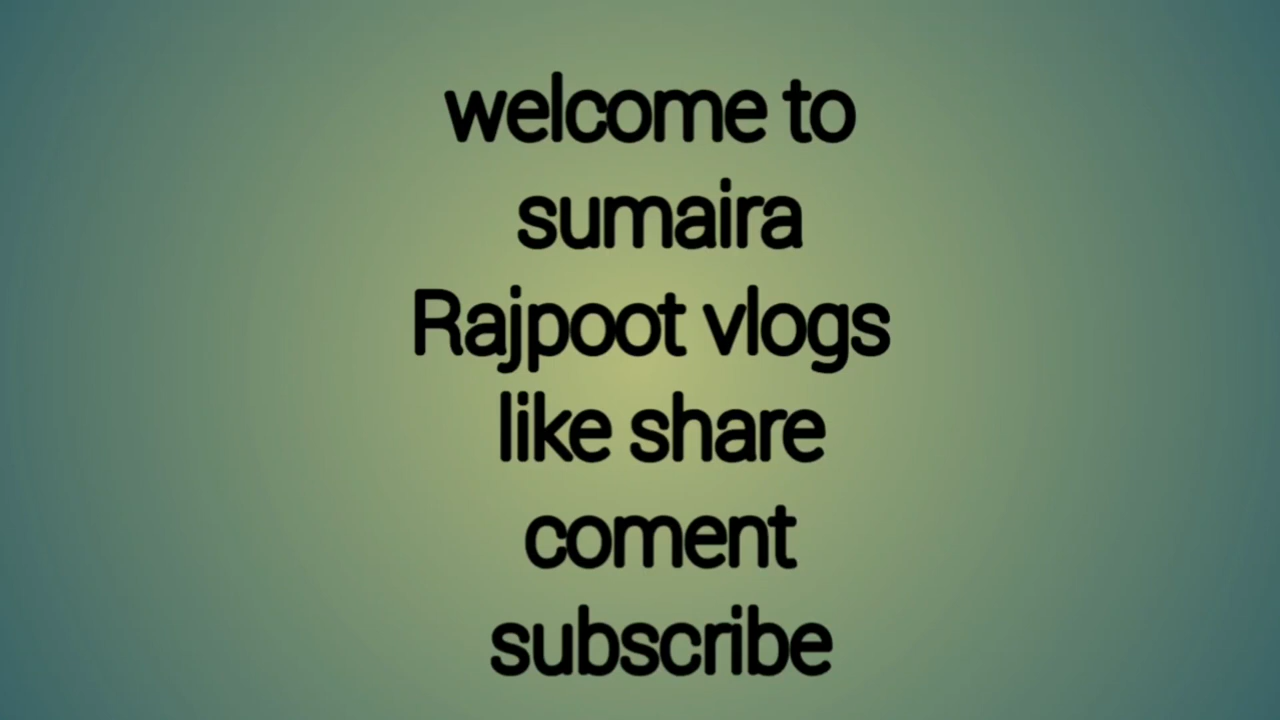 welcome to
sumaira
Rajpoot vlogs
like share
coment
subscribe